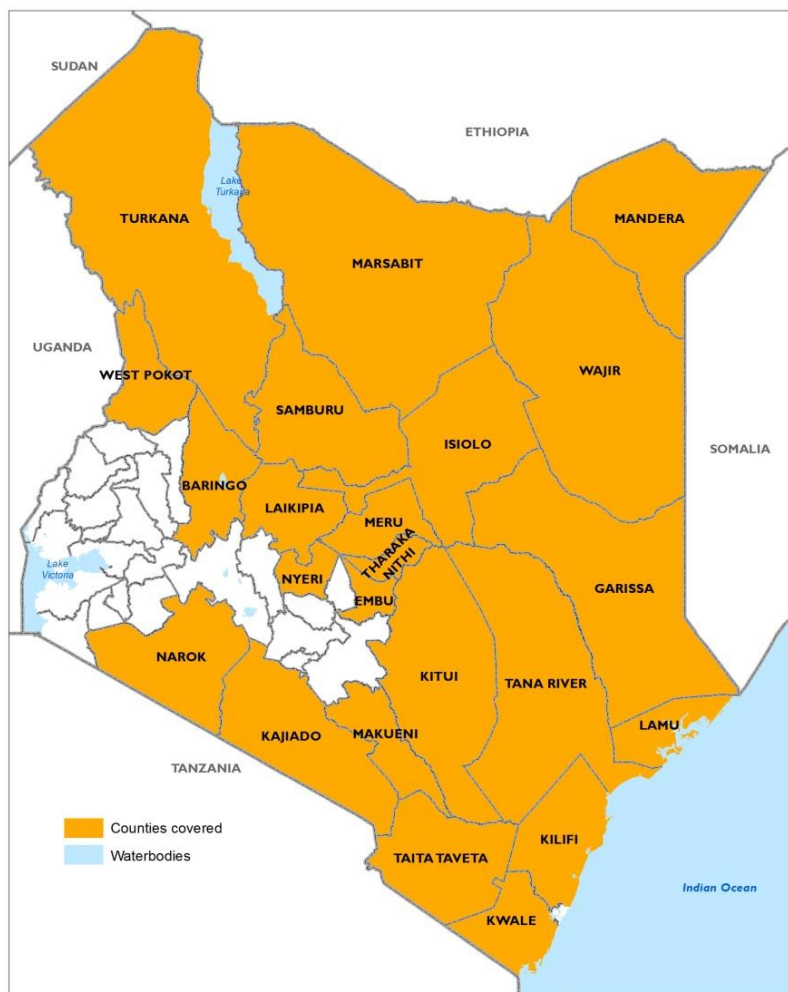 SUDAN
ETHIOPIA
Lake
Turkana
MANDERA
TURKANA
MARSABIT
UGANDA
WEST POKOT
WAJIR
SAMBURU
ISIOLO
SOMALIA
BARINGO
LAIKIPIA
MERU
THARAKA
NITHI
Lake
Victoria
NYERI
EMBU
GARISSA
NAROK
KITUI
TANA RIVER
LAMU
KAJIADO
MAKUENI
TANZANIA
Counties covered
Waterbodies
KILIFI
TAITA TAVETA
Indian Ocean
KWALE